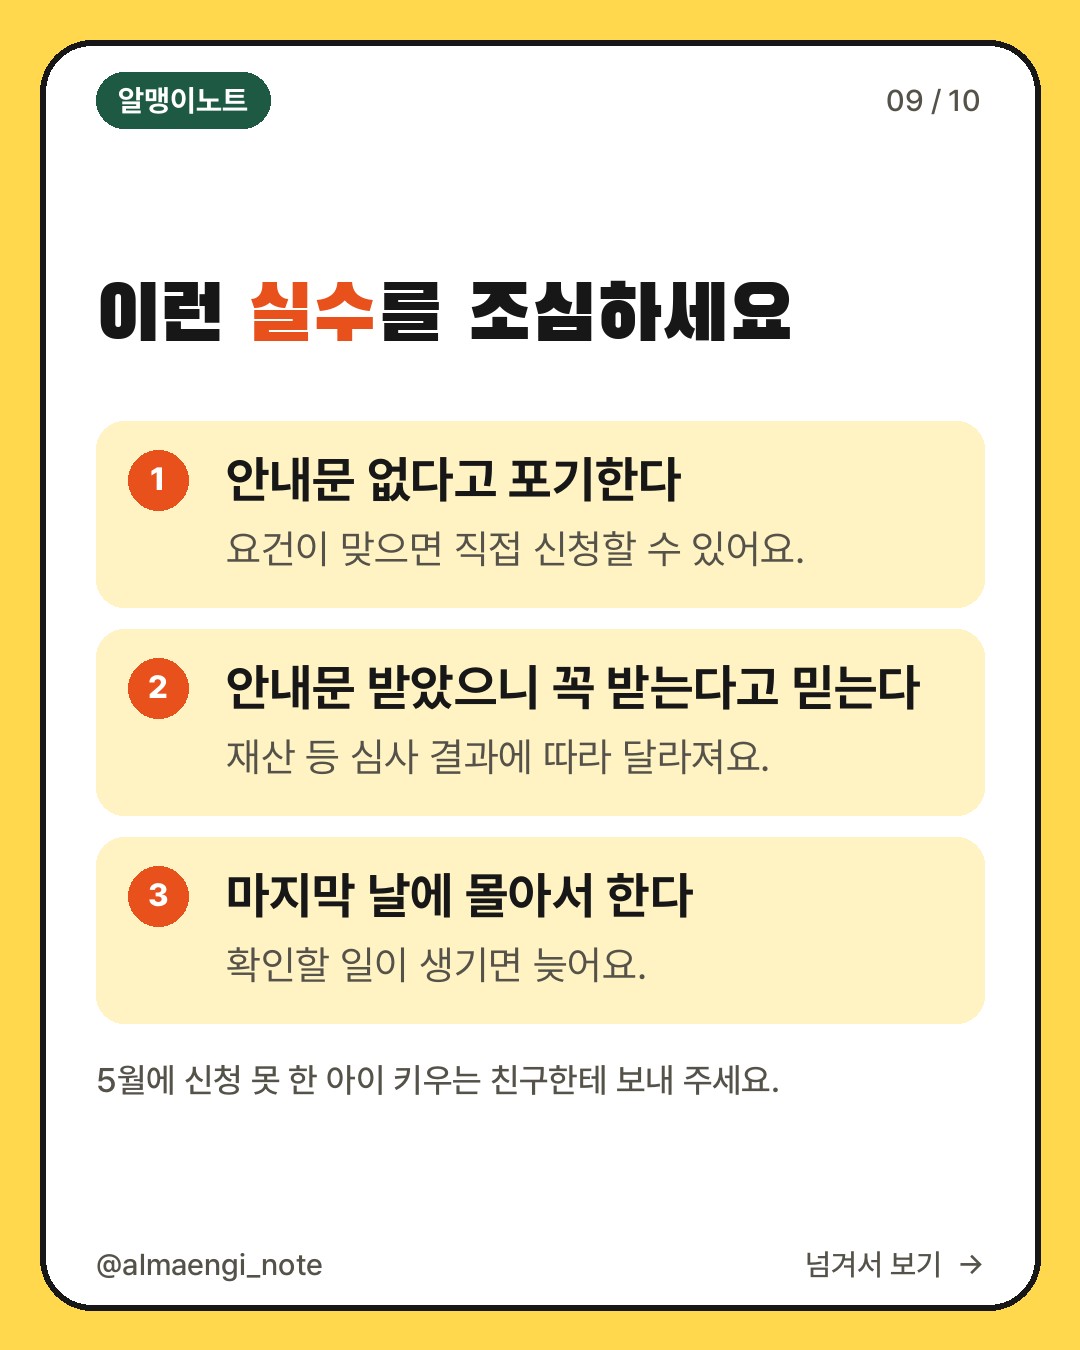 알맹이노트
09 / 10
이런 실수를 조심하세요
1 안내문 없다고 포기한다
요건이 맞으면 직접 신청할 수 있어요.
2 안내문 받았으니 꼭 받는다고 믿는다
재산 등 심사 결과에 따라 달라져요.
3 마지막 날에 몰아서 한다
확인할 일이 생기면 늦어요.
5월에 신청 못 한 아이 키우는 친구한테 보내 주세요.
@almaengi_note
넘겨서 보기 →